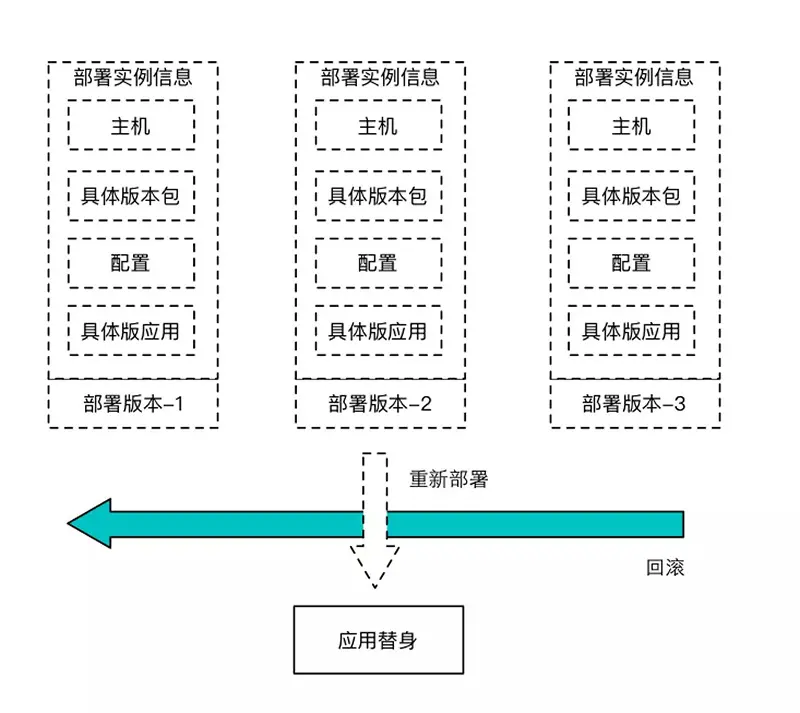 部署实例信息
主机
具体版本包
配置
具体版应用
部署版本-1
部署实例信息
主机
具体版本包
配置
具体版应用
部署版本-2
部署实例信息
主机
具体版本包
配置
具体版应用
部署版本-3
重新部署
回滚
应用替身